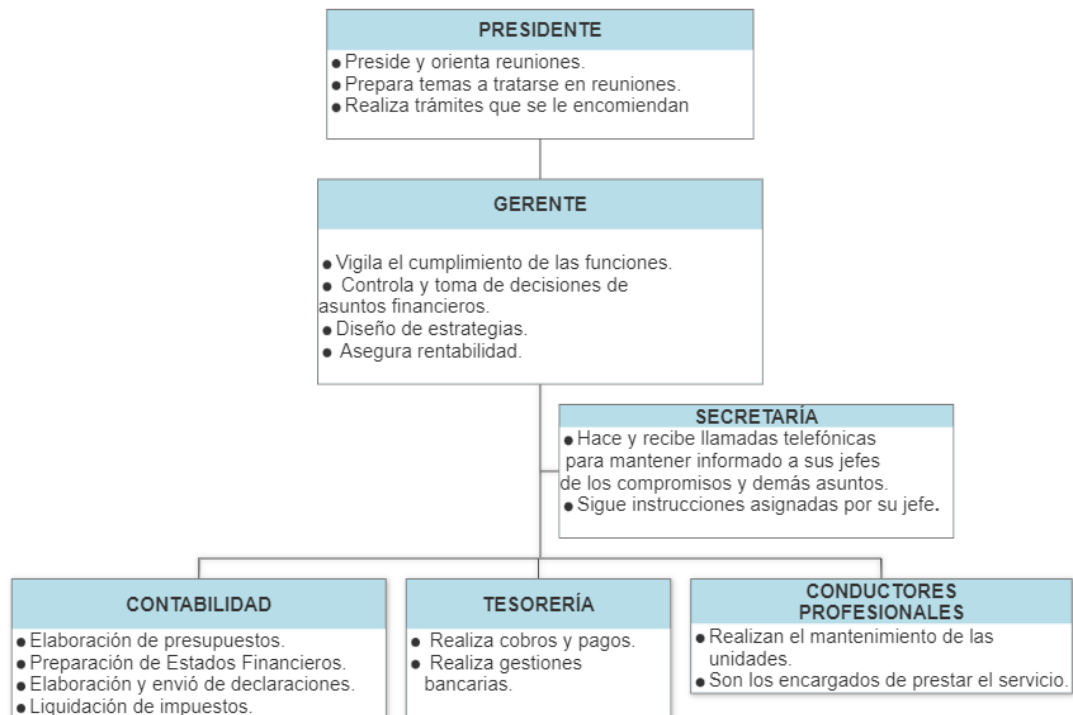 PRESIDENTE
● Preside y orienta reuniones.
● Prepara temas a tratarse en reuniones.
● Realiza trámites que se le encomiendan
GERENTE
● Vigila el cumplimiento de las funciones.
● Controla y toma de decisiones de
asuntos financieros.
● Diseño de estrategias.
● Asegura rentabilidad.
SECRETARÍA
● Hace y recibe llamadas telefónicas
para mantener informado a sus jefes
de los compromisos y demás asuntos.
● Sigue instrucciones asignadas por su jefe.
CONTABILIDAD
● Elaboración de presupuestos.
● Preparación de Estados Financieros.
● Elaboración y envió de declaraciones.
● Liquidación de impuestos.
TESORERÍA
● Realiza cobros y pagos.
● Realiza gestiones
bancarias.
CONDUCTORES
PROFESIONALES
● Realizan el mantenimiento de las
unidades.
● Son los encargados de prestar el servicio.